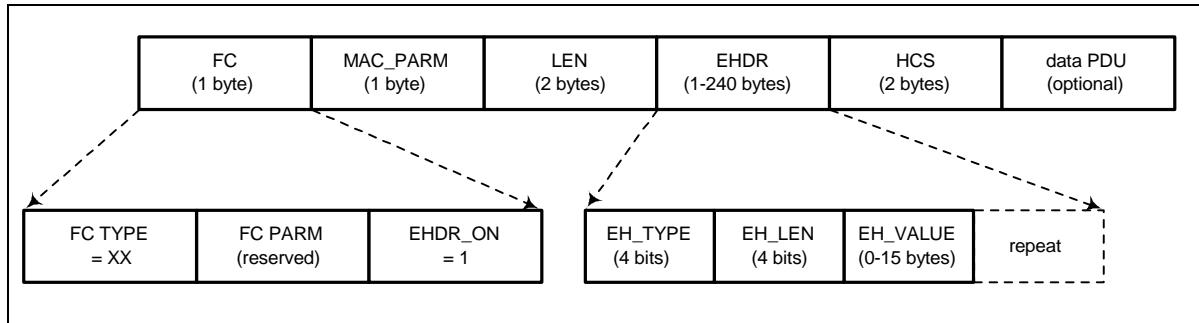 FC
(1 byte)
MAC_PARM
(1 byte)
LEN
(2 bytes)
EHDR
(1-240 bytes)
HCS
(2 bytes)
data PDU
(optional)
FC TYPE
= XX
FC PARM
(reserved)
EHDR_ON
= 1
EH_TYPE
(4 bits)
EH_LEN
(4 bits)
EH_VALUE
(0-15 bytes)
repeat